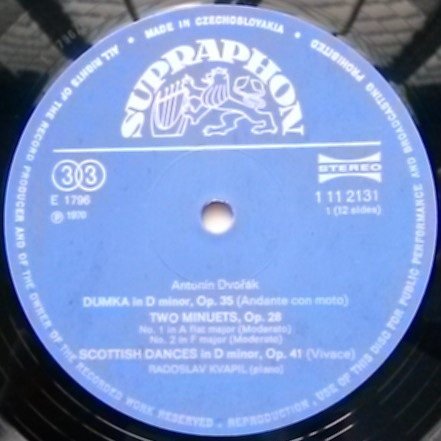 MADE IN CZECHOSLOVAKIA
ALL RIGHTS OF THE RECORD PRODUCER AND OF THE OWNER OF THE RECORDED WORK RESERVED - REPRODUCTION, USE OF THIS DISC FOR PUBLIC PERFORMANCE AND BROADCASTING PROHIBITED
SUPRAPHON
33
STEREO
E 1796
1 11 2131
℗ 1970
1 (12 sides)
Antonín Dvořák
DUMKA in D minor, Op. 35 (Andante con moto)
TWO MINUETS, Op. 28
No. 1 in A flat major (Moderato)
No. 2 in F major (Moderato)
SCOTTISH DANCES in D minor, Op. 41 (Vivace)
RADOSLAV KVAPIL (piano)